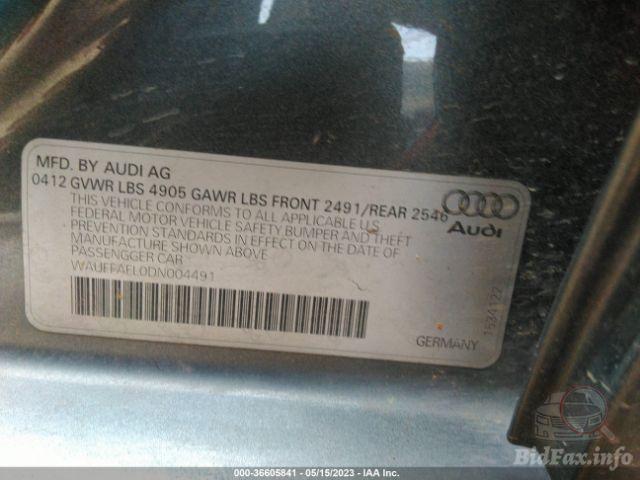 MFD. BY AUDI AG
0412 GVWR LBS 4905 GAWR LBS FRONT 2491/REAR 2546
THIS VEHICLE CONFORMS TO ALL APPLICABLE U.S.
FEDERAL MOTOR VEHICLE SAFETY, BUMPER AND THEFT
PREVENTION STANDARDS IN EFFECT ON THE DATE OF
MANUFACTURE SHOWN ABOVE
PASSENGGER CAR
WAUFFAFL0DN004491
Audi
GERMANY
1534122
000-36605841 - 05/15/2023 - IAA Inc.
BidFax.info